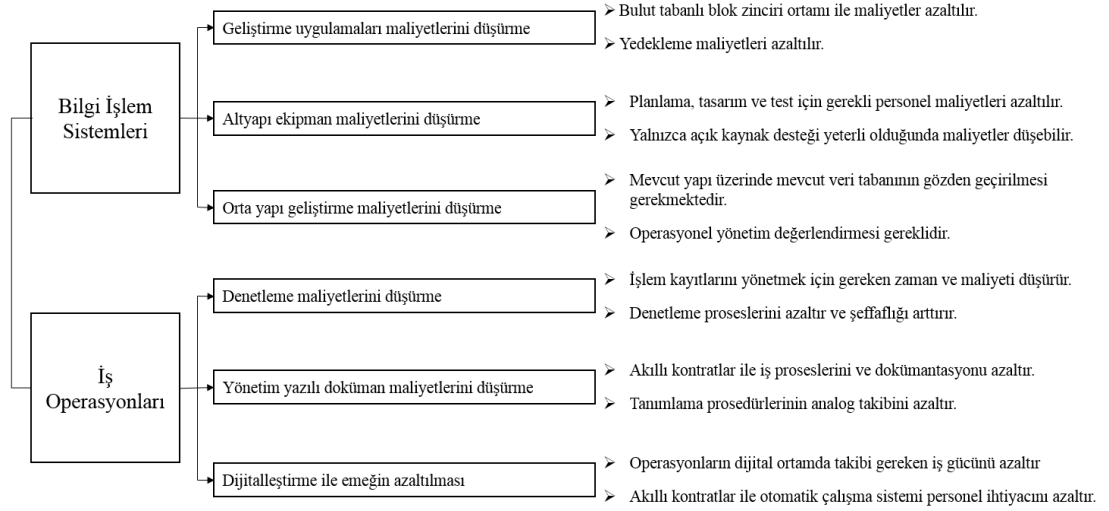 Bilgi İşlem
Sistemleri
Geliştirme uygulamaları maliyetlerini düşürme
➢ Bulut tabanlı blok zinciri ortamı ile maliyetler azaltılır.
➢ Yedekleme maliyetleri azaltılır.
Altyapı ekipman maliyetlerini düşürme
➢ Planlama, tasarım ve test için gerekli personel maliyetleri azaltılır.
➢ Yalnızca açık kaynak desteği yeterli olduğunda maliyetler düşebilir.
Orta yapı geliştirme maliyetlerini düşürme
➢ Mevcut yapı üzerinde mevcut veri tabanının gözden geçirilmesi
gerekmektedir.
➢ Operasyonel yönetim değerlendirmesi gereklidir.
İş
Operasyonları
Denetleme maliyetlerini düşürme
➢ İşlem kayıtlarını yönetmek için gereken zaman ve maliyeti düşürür.
➢ Denetleme proseslerini azaltır ve şeffaflığı arttırır.
Yönetim yazılı doküman maliyetlerini düşürme
➢ Akıllı kontratlar ile iş proseslerini ve dokümantasyonu azaltır.
➢ Tanımlama prosedürlerinin analog takibini azaltır.
Dijitalleştirme ile emeğin azaltılması
➢ Operasyonların dijital ortamda takibi gereken iş gücünü azaltır
➢ Akıllı kontratlar ile otomatik çalışma sistemi personel ihtiyacını azaltır.